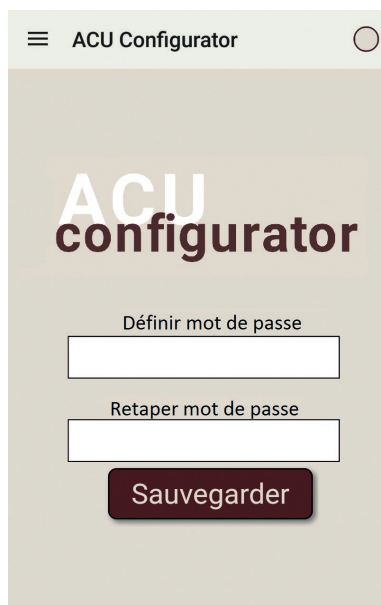 ACU Configurator
ACU
configurator
Définir mot de passe
Retaper mot de passe
Sauvegarder